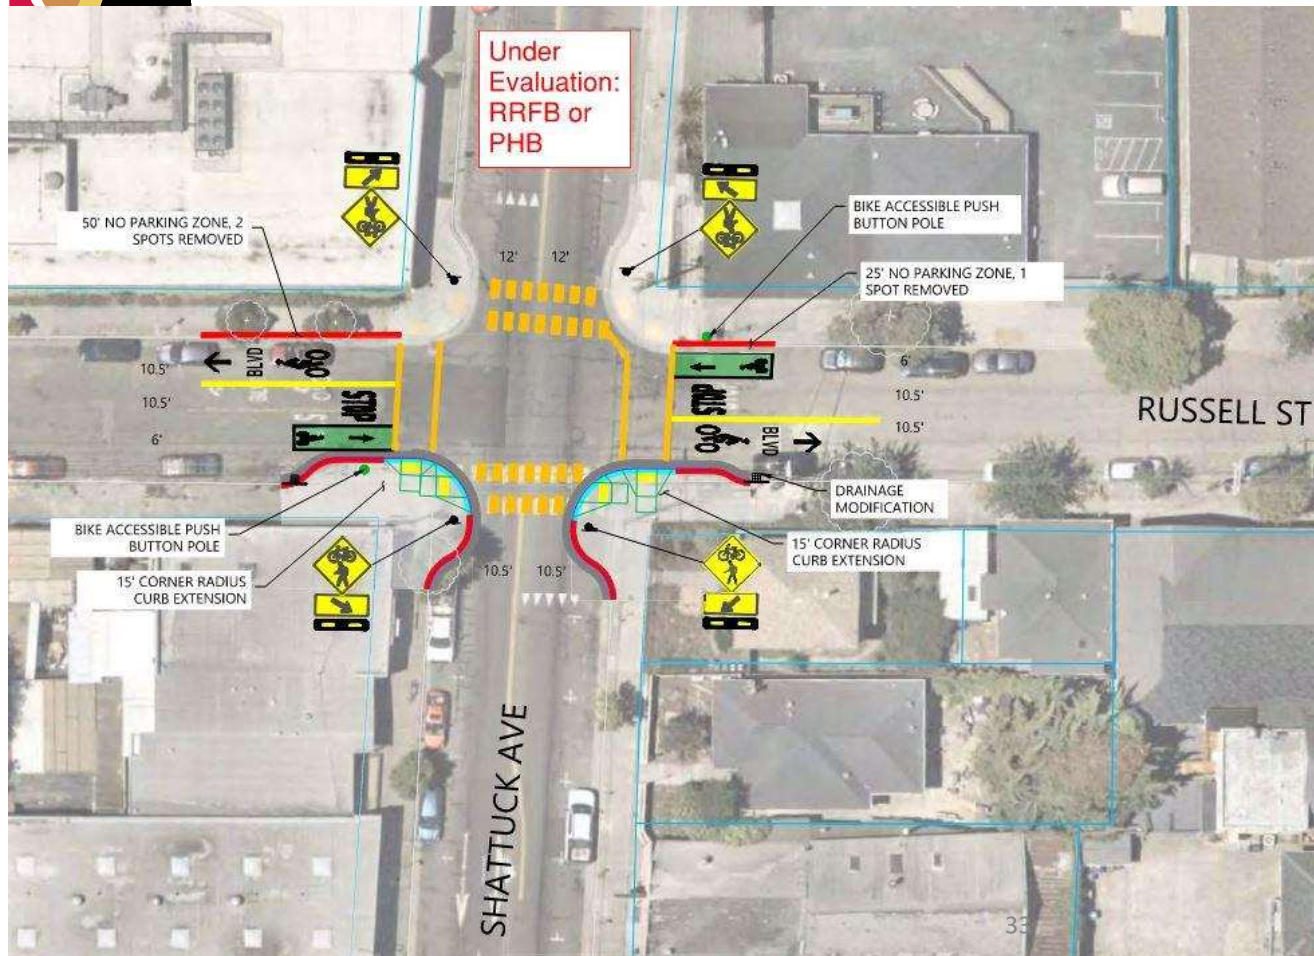 Under
Evaluation:
RRFB or
PHB
50' NO PARKING ZONE, 2
SPOTS REMOVED
BIKE ACCESSIBLE PUSH
BUTTON POLE
25' NO PARKING ZONE, 1
SPOT REMOVED
12' 12'
10.5'
BLVD
10.5'
STOP
6'
6'
10.5'
10.5'
STOP
BLVD
RUSSELL ST
DRAINAGE
MODIFICATION
BIKE ACCESSIBLE PUSH
BUTTON POLE
15' CORNER RADIUS
CURB EXTENSION
15' CORNER RADIUS
CURB EXTENSION
10.5' 10.5'
SHATTUCK AVE
33